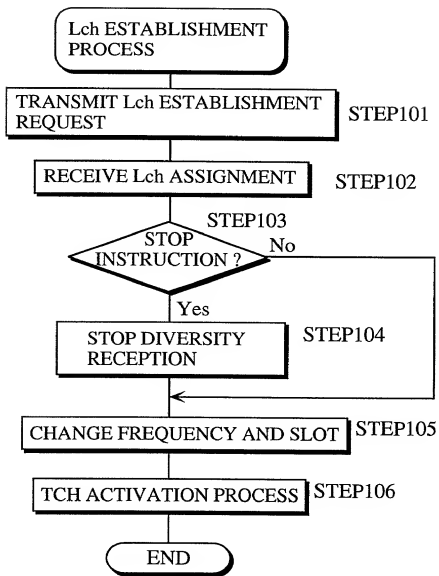 Lch ESTABLISHMENT
PROCESS
TRANSMIT Lch ESTABLISHMENT
REQUEST
STEP101
RECEIVE Lch ASSIGNMENT
STEP102
STEP103
STOP
INSTRUCTION ?
No
Yes
STOP DIVERSITY
RECEPTION
STEP104
CHANGE FREQUENCY AND SLOT
STEP105
TCH ACTIVATION PROCESS
STEP106
END